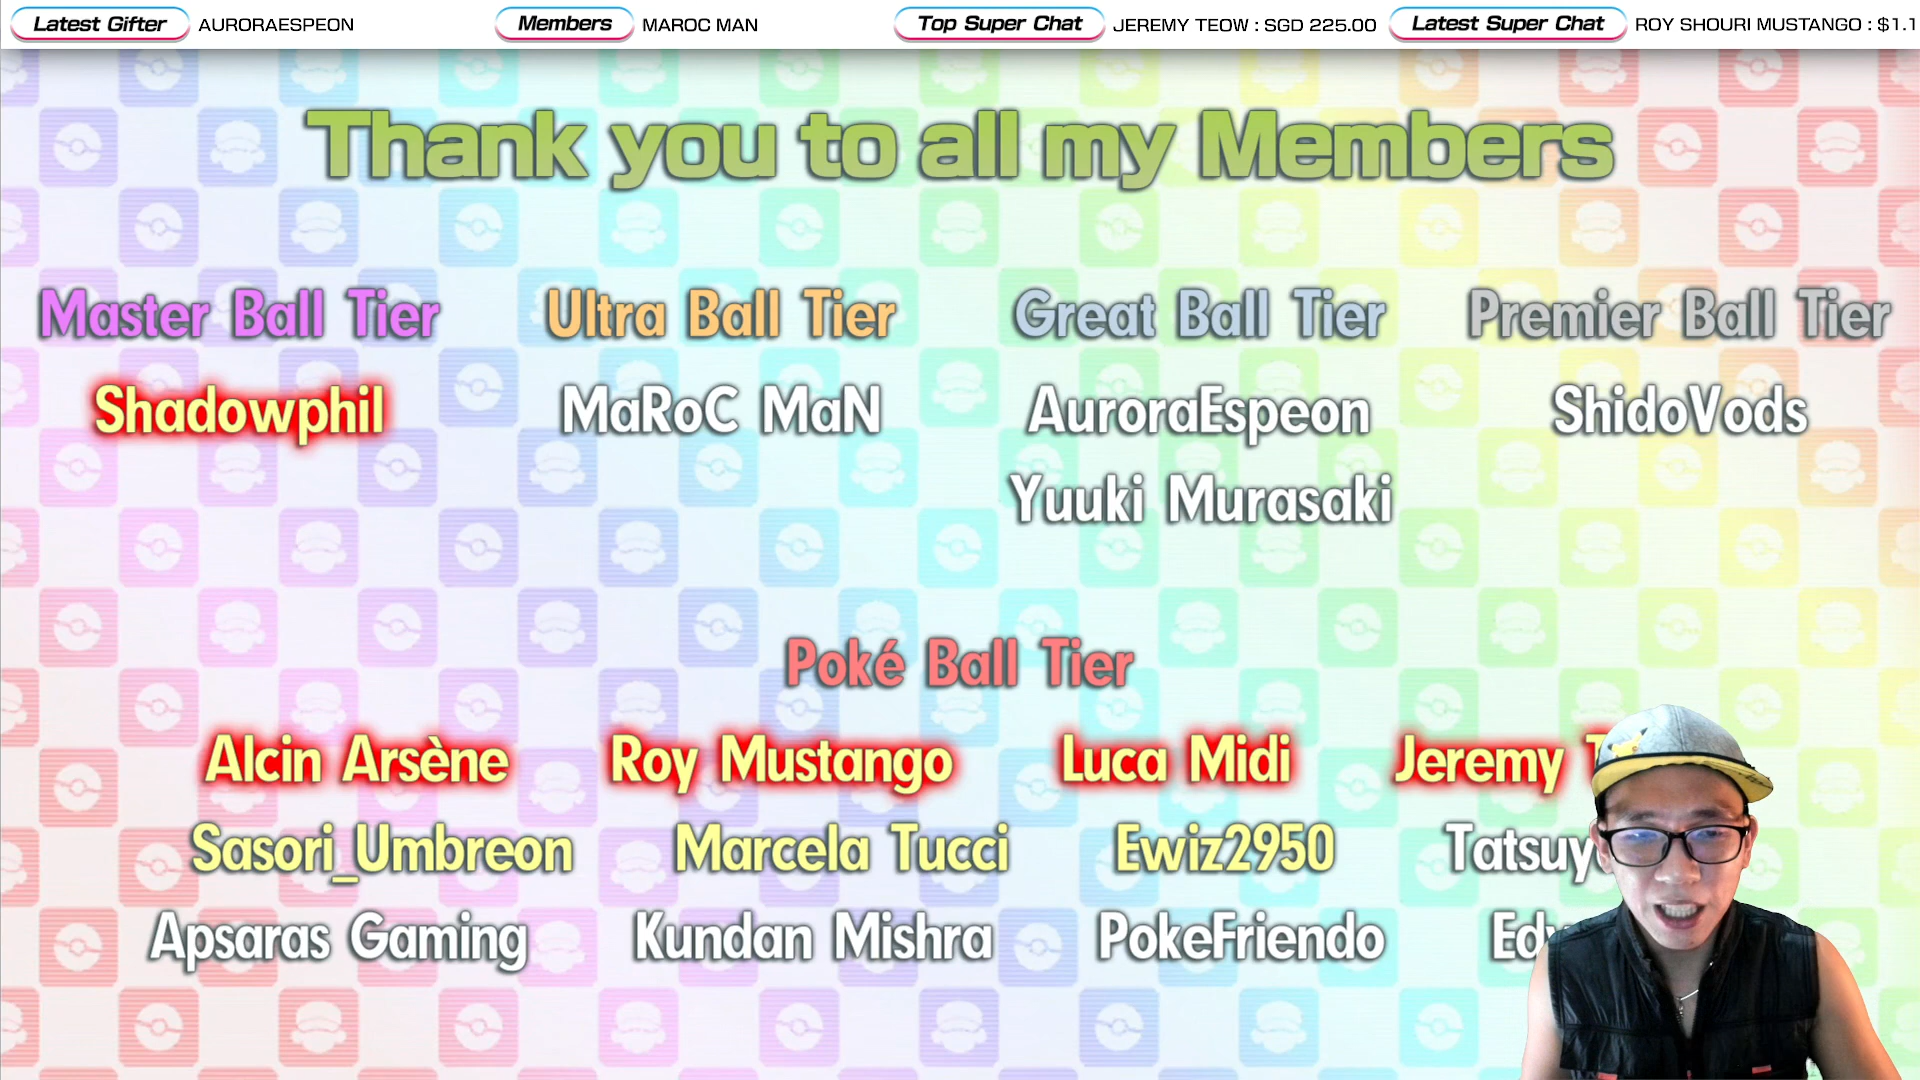 Latest Gifter AURORAESPEON Members MAROC MAN Top Super Chat JEREMY TEOW : SGD 225.00 Latest Super Chat ROY SHOURI MUSTANGO : $1.1
Thank you to all my Members
Master Ball Tier Ultra Ball Tier Great Ball Tier Premier Ball Tier
Shadowphil MaRoC MaN AuroraEspeon ShidoVods
Yuuki Murasaki
Poké Ball Tier
Alcin Arsène Roy Mustango Luca Midi Jeremy
Sasori_Umbreon Marcela Tucci Ewiz2950
Apsaras Gaming Kundan Mishra PokeFriendo